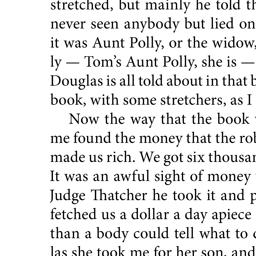 stretched, but mainly he told
never seen anybody but lied on
it was Aunt Polly, or the widow,
ly — Tom’s Aunt Polly, she is —
Douglas is all told about in that
book, with some stretchers, as I
Now the way that the book
me found the money that the
made us rich. We got six
It was an awful sight of money
Judge Thatcher he took it and
fetched us a dollar a day apiece
than a body could tell what to
las she took me for her son, and